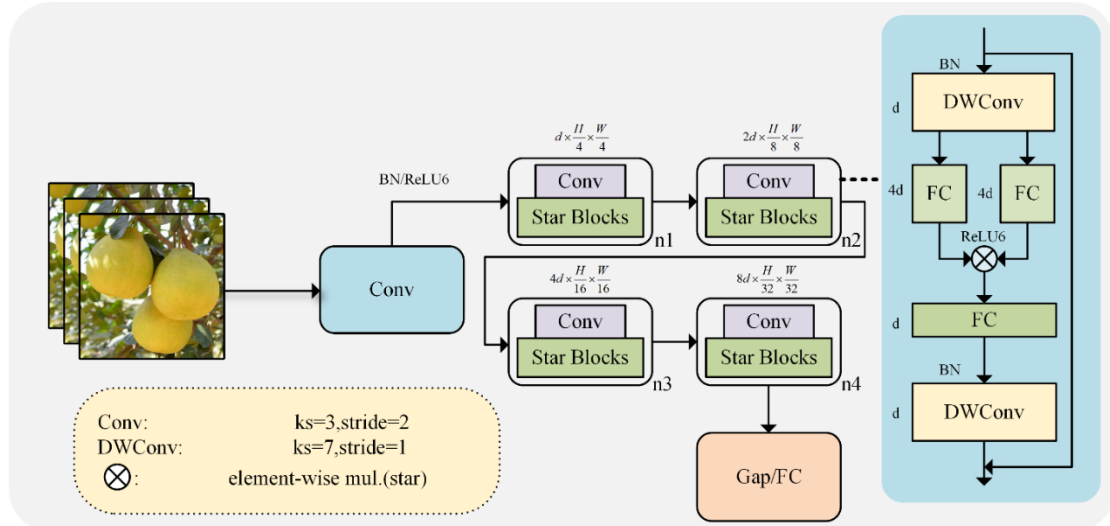 BN/ReLU6
Conv
d × H/4 × W/4
Conv
Star Blocks
n1
2d × H/8 × W/8
Conv
Star Blocks
n2
4d × H/16 × W/16
Conv
Star Blocks
n3
8d × H/32 × W/32
Conv
Star Blocks
n4
Gap/FC
BN
d DWConv
4d FC 4d FC
ReLU6
d FC
BN
d DWConv
Conv: ks=3,stride=2
DWConv: ks=7,stride=1
⊗: element-wise mul.(star)